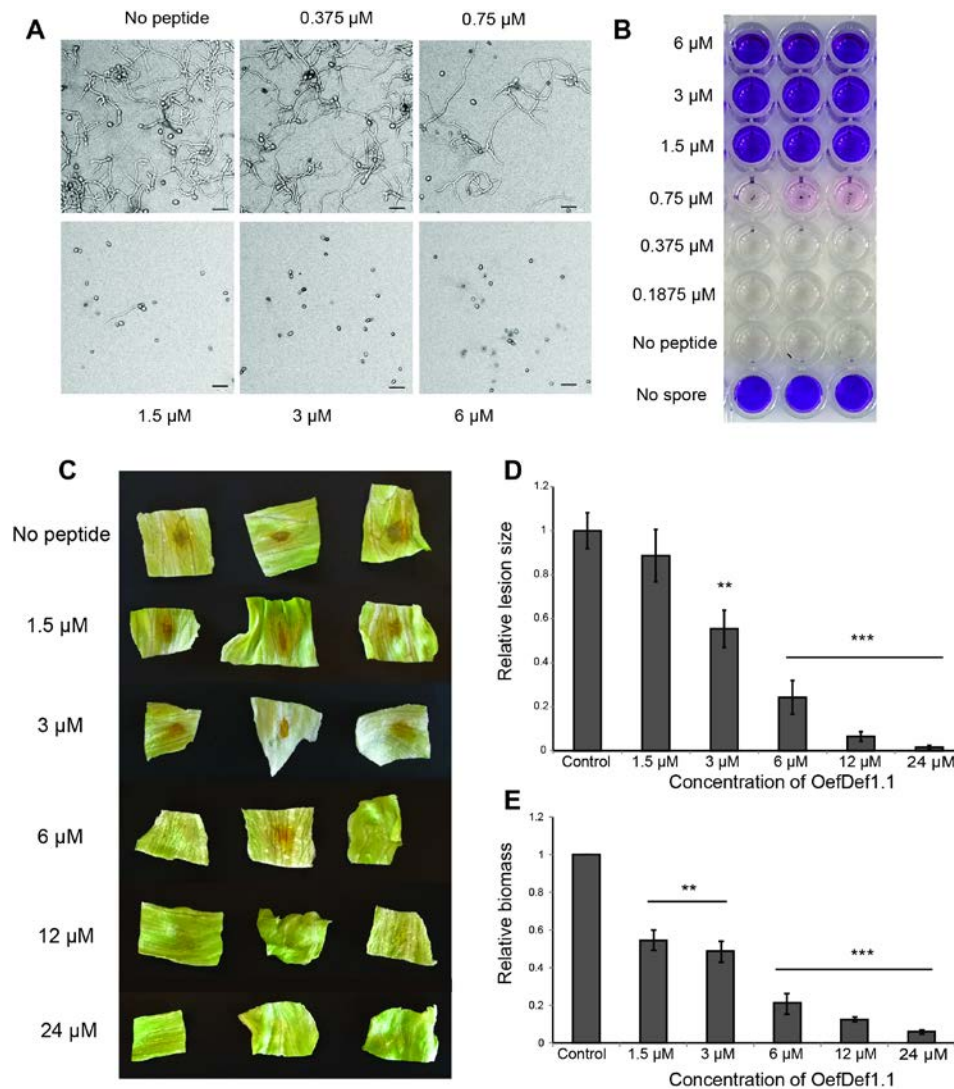 No peptide 0.375 µM 0.75 µM
A
1.5 µM 3 µM 6 µM
B
6 µM
3 µM
1.5 µM
0.75 µM
0.375 µM
0.1875 µM
No peptide
No spore
C
No peptide
1.5 µM
3 µM
6 µM
12 µM
24 µM
D
Relative lesion size
1.2
1
0.8
0.6
0.4
0.2
0
**
***
Control 1.5 µM 3 µM 6 µM 12 µM 24 µM
Concentration of OefDef1.1
E
Relative biomass
1.2
1
0.8
0.6
0.4
0.2
0
**
***
Control 1.5 µM 3 µM 6 µM 12 µM 24 µM
Concentration of OefDef1.1